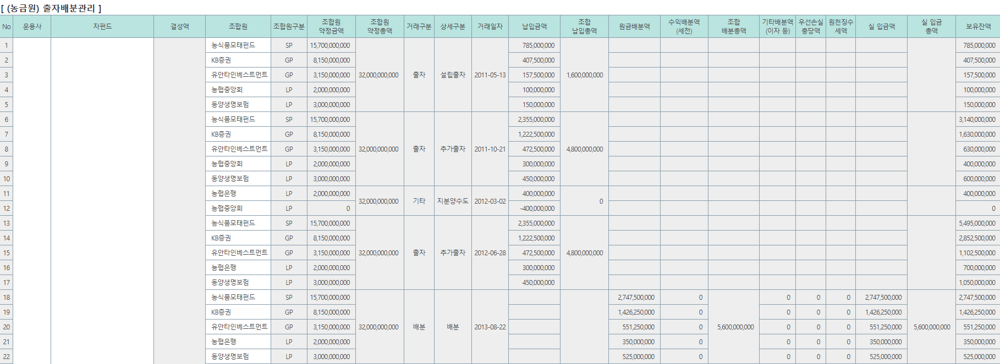 [ (농금원) 출자배분관리 ]
No 운용사 자펀드 결성액 조합원 조합원구분 조합원 약정금액 조합원 약정총액 거래구분 상세구분 거래일자 납입금액 조합 납입총액 원금배분액 수익배분액 (세전) 조합 배분총액 기타배분액 (이자 등) 우선손실 충당액 원천징수 세액 실 입금액 실 입금 총액 보유잔액
1 농식품모태펀드 SP 15,700,000,000 785,000,000 785,000,000
2 KB증권 GP 8,150,000,000 407,500,000 407,500,000
3 유안타인베스트먼트 GP 3,150,000,000 32,000,000,000 출자 설립출자 2011-05-13 157,500,000 1,600,000,000 157,500,000
4 농협중앙회 LP 2,000,000,000 100,000,000 100,000,000
5 동양생명보험 LP 3,000,000,000 150,000,000 150,000,000
6 농식품모태펀드 SP 15,700,000,000 2,355,000,000 3,140,000,000
7 KB증권 GP 8,150,000,000 1,222,500,000 1,630,000,000
8 유안타인베스트먼트 GP 3,150,000,000 32,000,000,000 출자 추가출자 2011-10-21 472,500,000 4,800,000,000 630,000,000
9 농협중앙회 LP 2,000,000,000 300,000,000 400,000,000
10 동양생명보험 LP 3,000,000,000 450,000,000 600,000,000
11 농협은행 LP 2,000,000,000 32,000,000,000 기타 지분양수도 2012-03-02 400,000,000 0 400,000,000
12 농협중앙회 LP 0 -400,000,000 0
13 농식품모태펀드 SP 15,700,000,000 2,355,000,000 5,495,000,000
14 KB증권 GP 8,150,000,000 1,222,500,000 2,852,500,000
15 유안타인베스트먼트 GP 3,150,000,000 32,000,000,000 출자 추가출자 2012-06-28 472,500,000 4,800,000,000 1,102,500,000
16 농협은행 LP 2,000,000,000 300,000,000 700,000,000
17 동양생명보험 LP 3,000,000,000 450,000,000 1,050,000,000
18 농식품모태펀드 SP 15,700,000,000 2,747,500,000 0 0 0 0 2,747,500,000 2,747,500,000
19 KB증권 GP 8,150,000,000 1,426,250,000 0 0 0 0 1,426,250,000 1,426,250,000
20 유안타인베스트먼트 GP 3,150,000,000 32,000,000,000 배분 배분 2013-08-22 551,250,000 0 5,600,000,000 0 0 0 551,250,000 5,600,000,000 551,250,000
21 농협은행 LP 2,000,000,000 350,000,000 0 0 0 0 350,000,000 350,000,000
22 동양생명보험 LP 3,000,000,000 525,000,000 0 0 0 0 525,000,000 525,000,000